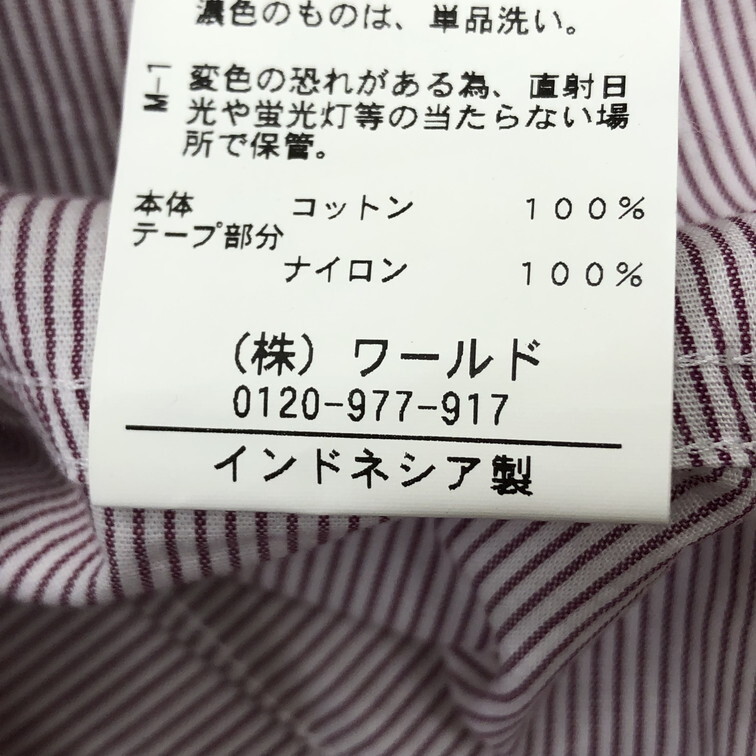 濃色のものは、単品洗い。
M-1
変色の恐れがある為、直射日
光や蛍光灯等の当たらない場
所で保管。
本体 コットン 100%
テープ部分
ナイロン 100%
(株) ワールド
0120-977-917
インドネシア製